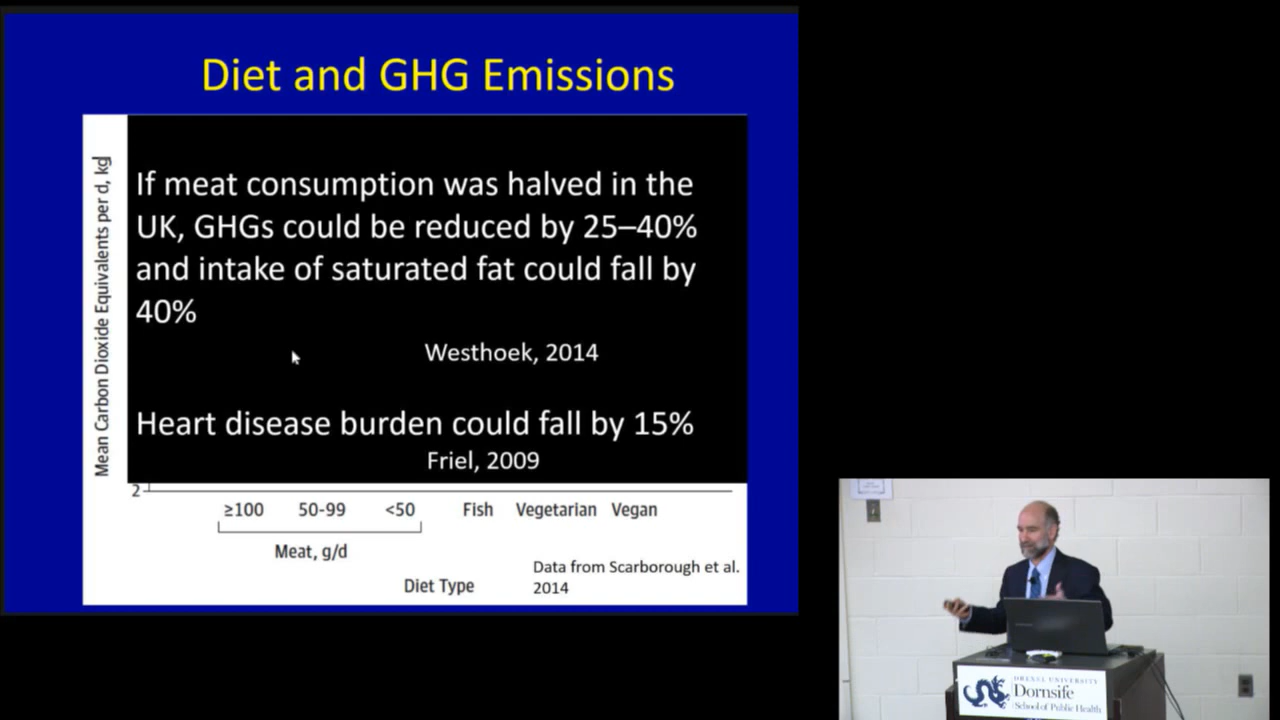 Diet and GHG Emissions
Mean Carbon Dioxide Equivalents per d, kg
If meat consumption was halved in the
UK, GHGs could be reduced by 25–40%
and intake of saturated fat could fall by
40%
Westhoek, 2014
Heart disease burden could fall by 15%
Friel, 2009
2
≥100 50-99 <50 Fish Vegetarian Vegan
Meat, g/d
Diet Type
Data from Scarborough et al.
2014
DREXEL UNIVERSITY
Dornsife
School of Public Health